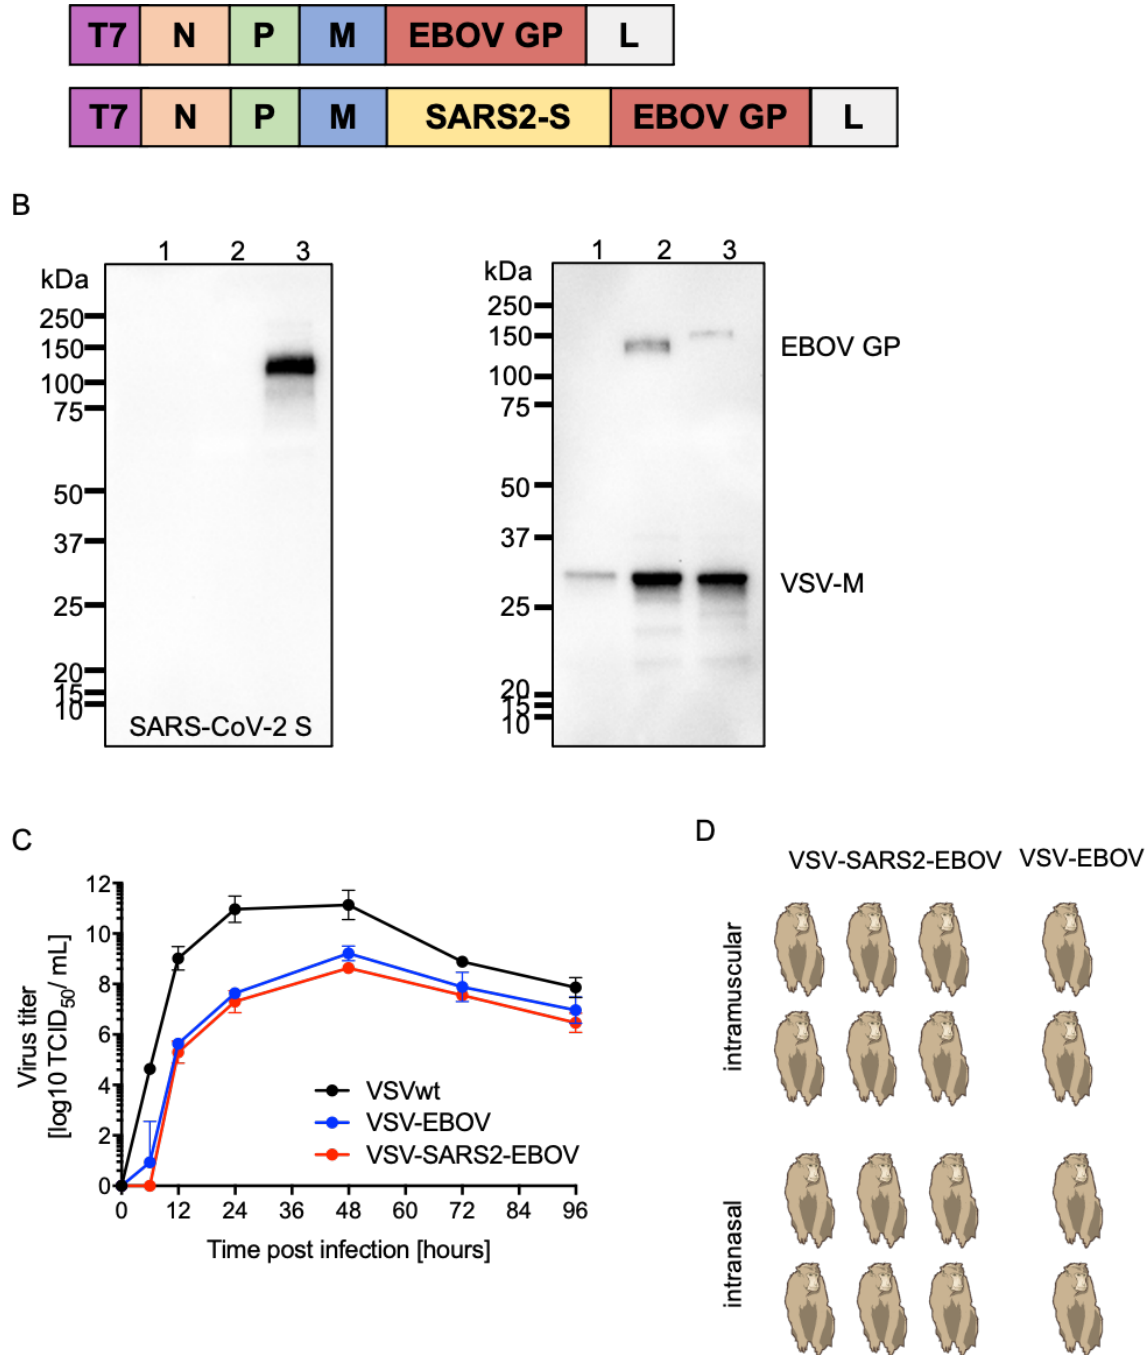 T7 N P M EBOV GP L
T7 N P M SARS2-S EBOV GP L
B
1 2 3
kDa
250
150
100
75
50
37
25
20
15
10
SARS-CoV-2 S
1 2 3
kDa
250
150
100
75
50
37
25
20
15
10
EBOV GP
VSV-M
C
Virus titer
[log10 TCID50/ mL]
12
10
8
6
4
2
0
VSVwt
VSV-EBOV
VSV-SARS2-EBOV
0 12 24 36 48 60 72 84 96
Time post infection [hours]
D
VSV-SARS2-EBOV VSV-EBOV
intramuscular
intranasal